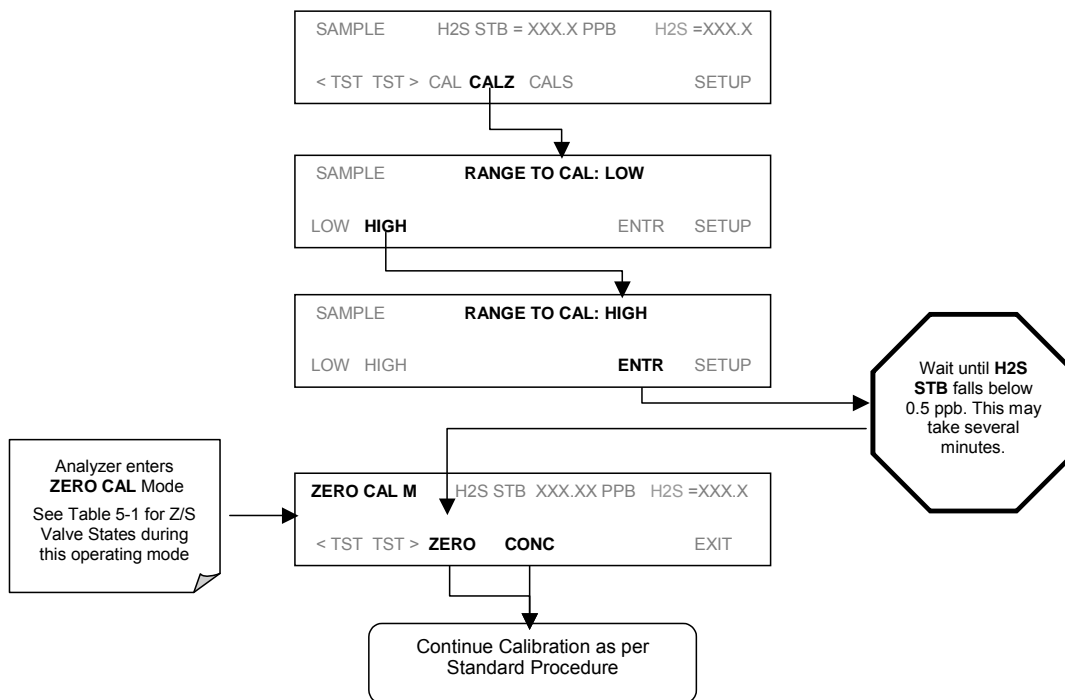 SAMPLE H2S STB = XXX.X PPB H2S =XXX.X
< TST TST > CAL CALZ CALS SETUP
SAMPLE RANGE TO CAL: LOW
LOW HIGH ENTR SETUP
SAMPLE RANGE TO CAL: HIGH
LOW HIGH ENTR SETUP
Wait until H2S
STB falls below
0.5 ppb. This may
take several
minutes.
Analyzer enters
ZERO CAL Mode
See Table 5-1 for Z/S
Valve States during
this operating mode
ZERO CAL M H2S STB XXX.XX PPB H2S =XXX.X
< TST TST > ZERO CONC EXIT
Continue Calibration as per
Standard Procedure